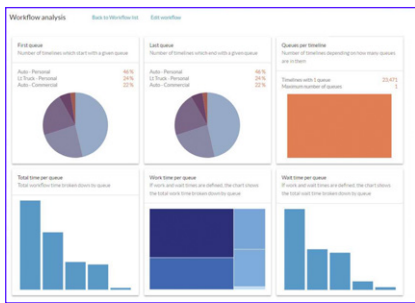 Workflow analysis Back to Workflow list Edit workflow
First queue
Number of timelines which start with a given queue
Auto - Personal 46%
Lt Truck - Personal 24%
Auto - Commercial 22%
Last queue
Number of timelines which end with a given queue
Auto - Personal 46%
Lt Truck - Personal 24%
Auto - Commercial 22%
Queues per timeline
Number of timelines depending on how many queues
are in them
Timelines with 1 queue 23,471
Maximum number of queues 1
Total time per queue
Total workflow time broken down by queue
Work time per queue
If work and wait times are defined, the chart shows
the total work time broken down by queue
Wait time per queue
If work and wait times are defined, the chart shows
the total wait time broken down by queue